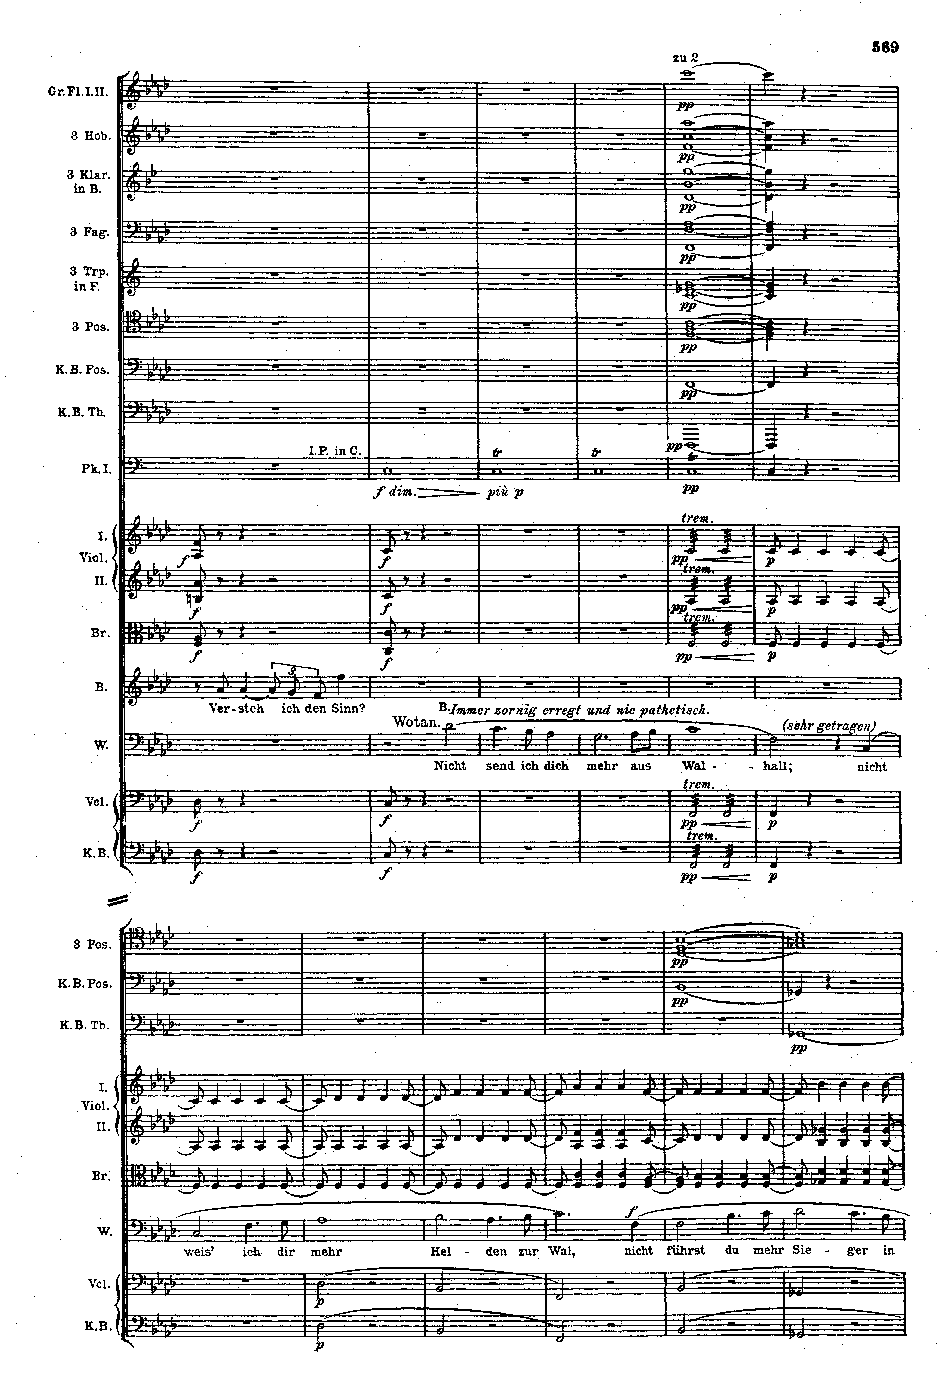 569
zu 2
Gr.Fl.I.II.
pp
3 Hob.
pp
3 Klar.
in B.
pp
3 Fag.
pp
3 Trp.
in F.
pp
3 Pos.
pp
K.B. Pos.
pp
K.B. Tb.
pp
I.P. in C.
tr tr tr
Pk.I.
f dim. più p pp
trem.
I.
Viol.
f f pp p
trem.
II.
f f pp p
trem.
Br.
f f pp p
3
B.
Ver-steh ich den Sinn?
B. Immer zornig erregt und nie pathetisch.
Wotan.
(sehr getragen)
W.
Nicht send ich dich mehr aus Wal - - hall; nicht
trem.
Vcl.
f f pp p
trem.
K.B.
f f pp p
3 Pos.
pp
K.B. Pos.
pp
K.B. Tb.
pp
I.
Viol.
II.
Br.
f
W.
weis' ich dir mehr Hel - den zur Wal, nicht führst du mehr Sie - ger in
Vcl.
p
K.B.
p